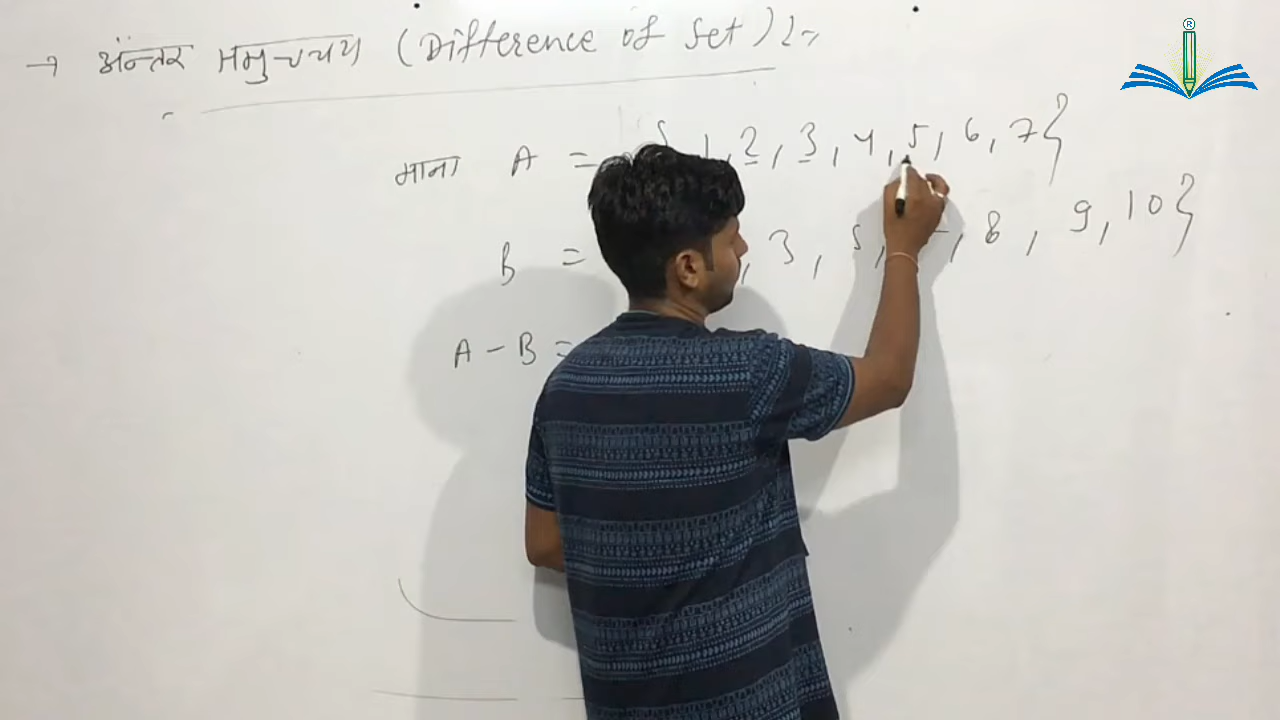 → अंन्तर समुच्चय (Difference of Set) :-
माना A = { 1, 2, 3, 4, 5, 6, 7}
B = , 3, 5, , 8, 9, 10}
A - B =
®